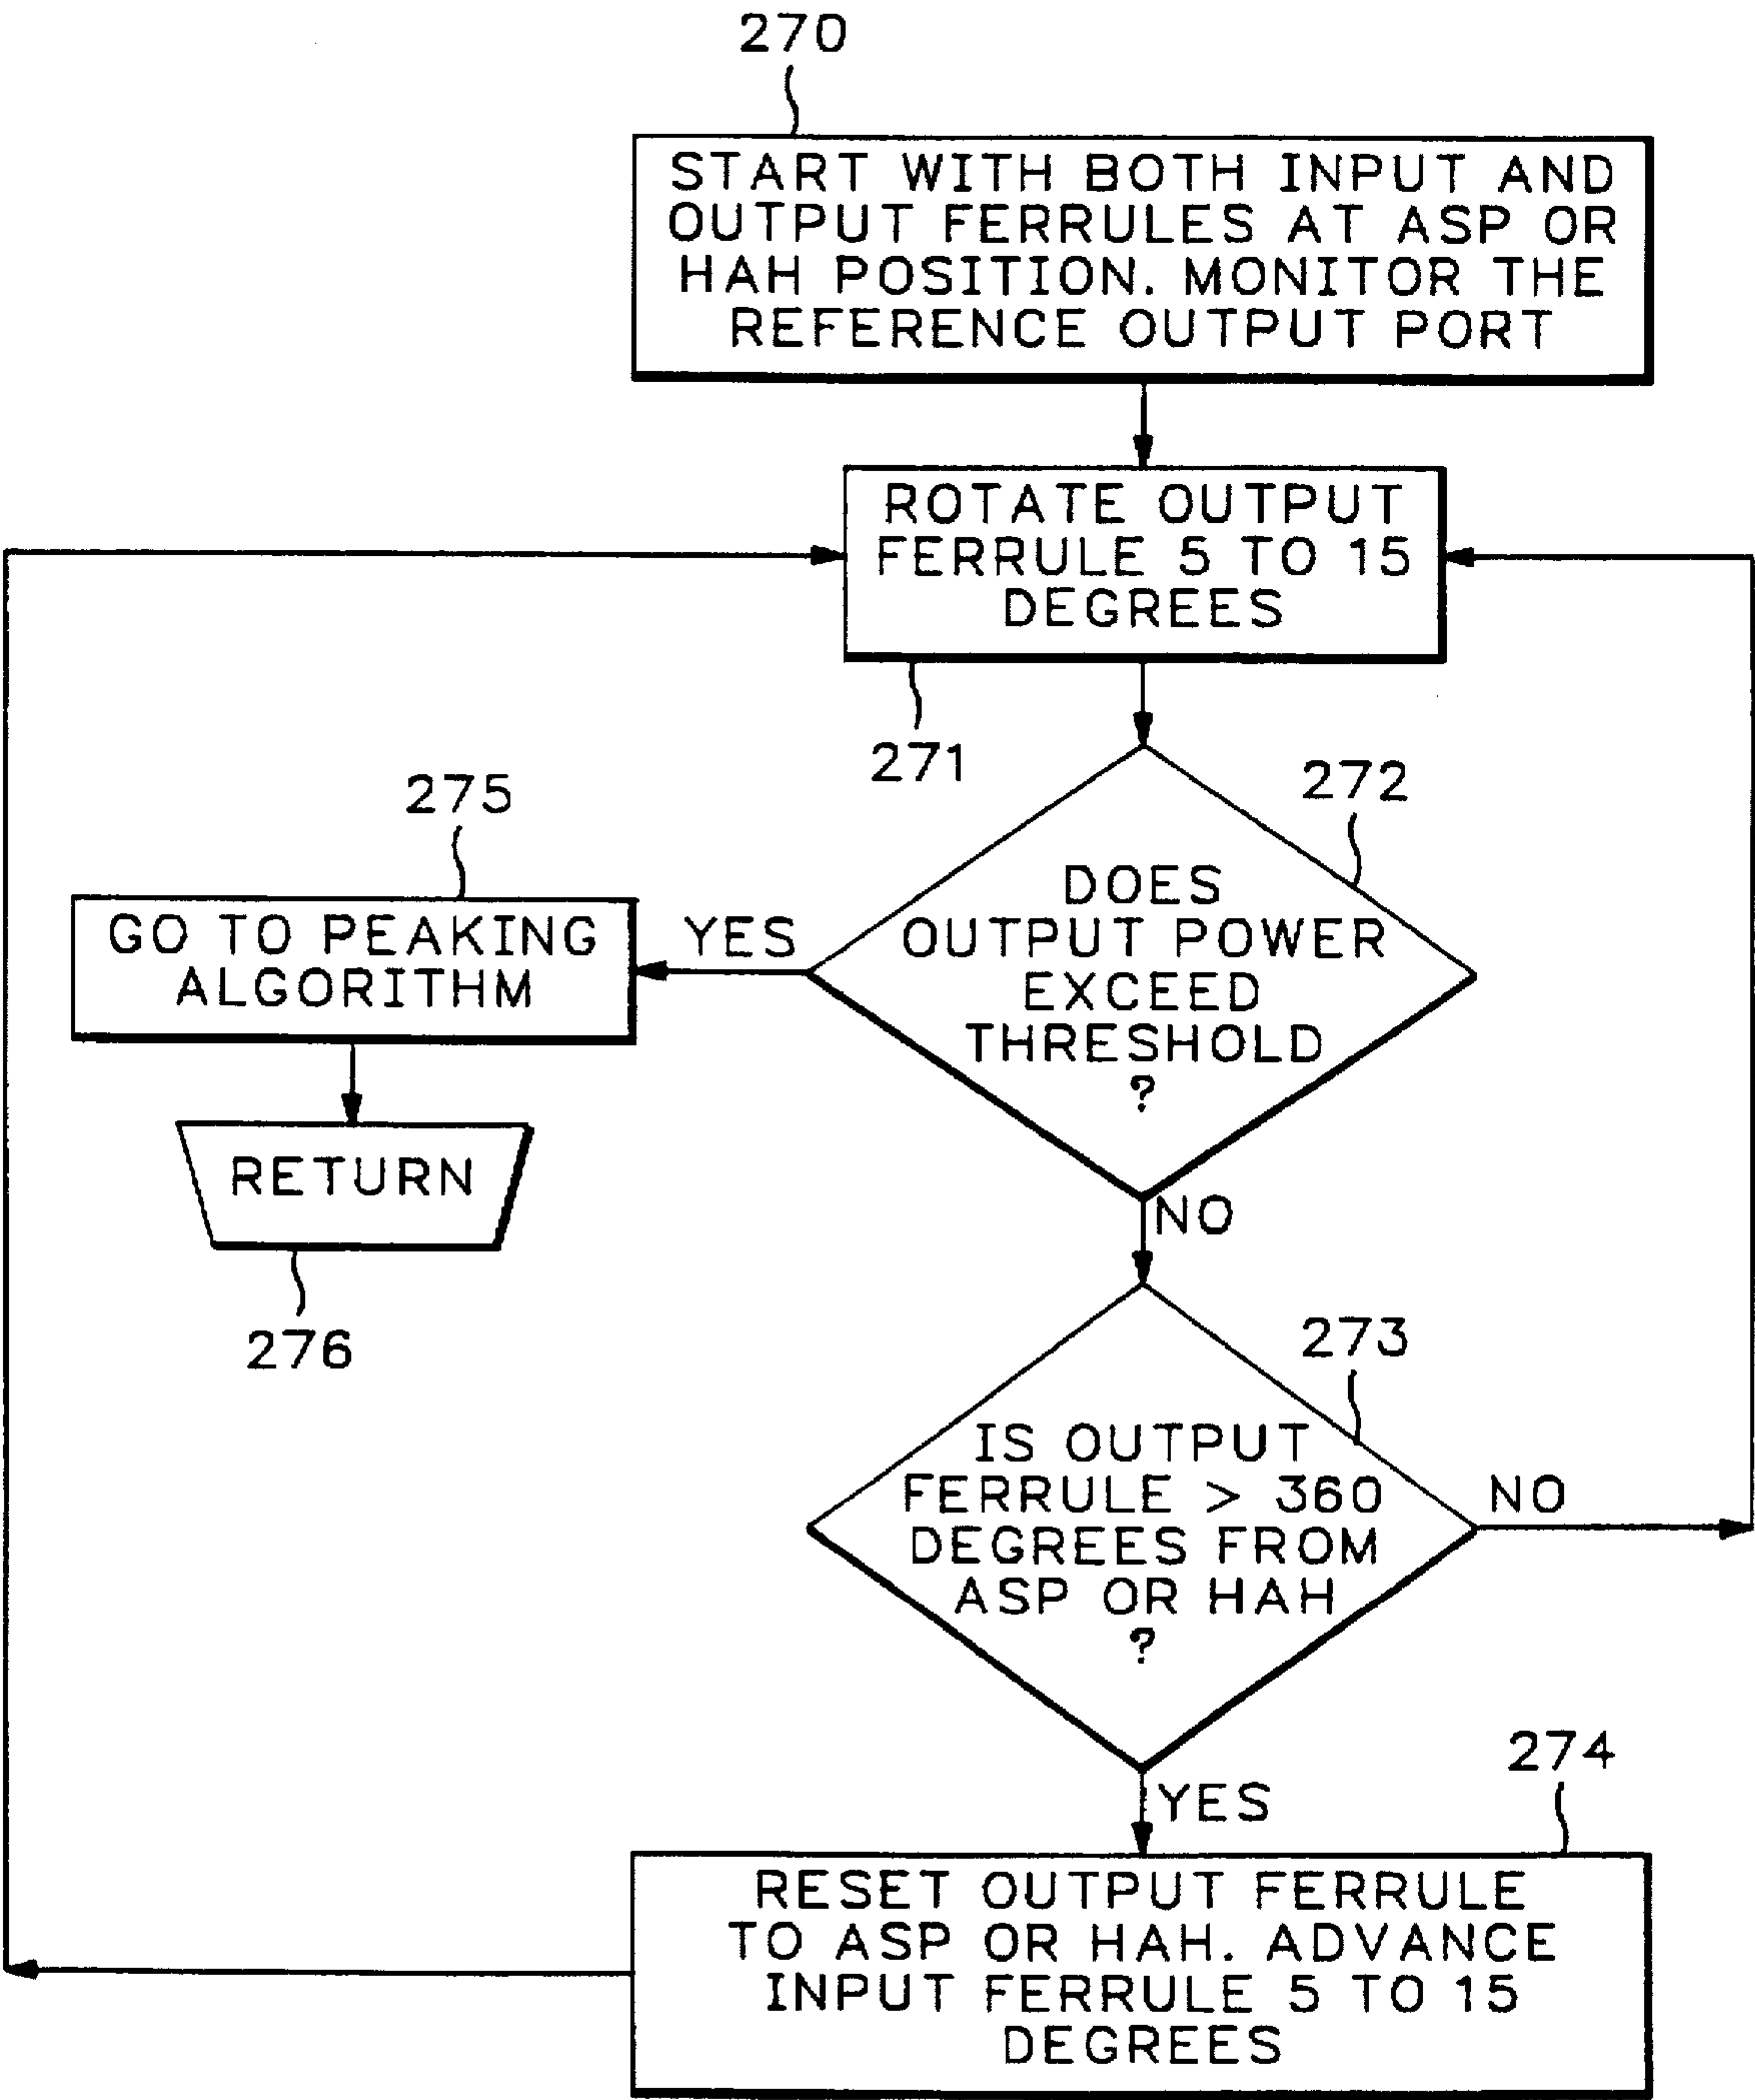 270
START WITH BOTH INPUT AND
OUTPUT FERRULES AT ASP OR
HAH POSITION. MONITOR THE
REFERENCE OUTPUT PORT
ROTATE OUTPUT
FERRULE 5 TO 15
DEGREES
271
272
DOES
OUTPUT POWER
EXCEED
THRESHOLD
?
YES
275
GO TO PEAKING
ALGORITHM
RETURN
276
NO
273
IS OUTPUT
FERRULE > 360
DEGREES FROM
ASP OR HAH
?
NO
YES
274
RESET OUTPUT FERRULE
TO ASP OR HAH. ADVANCE
INPUT FERRULE 5 TO 15
DEGREES